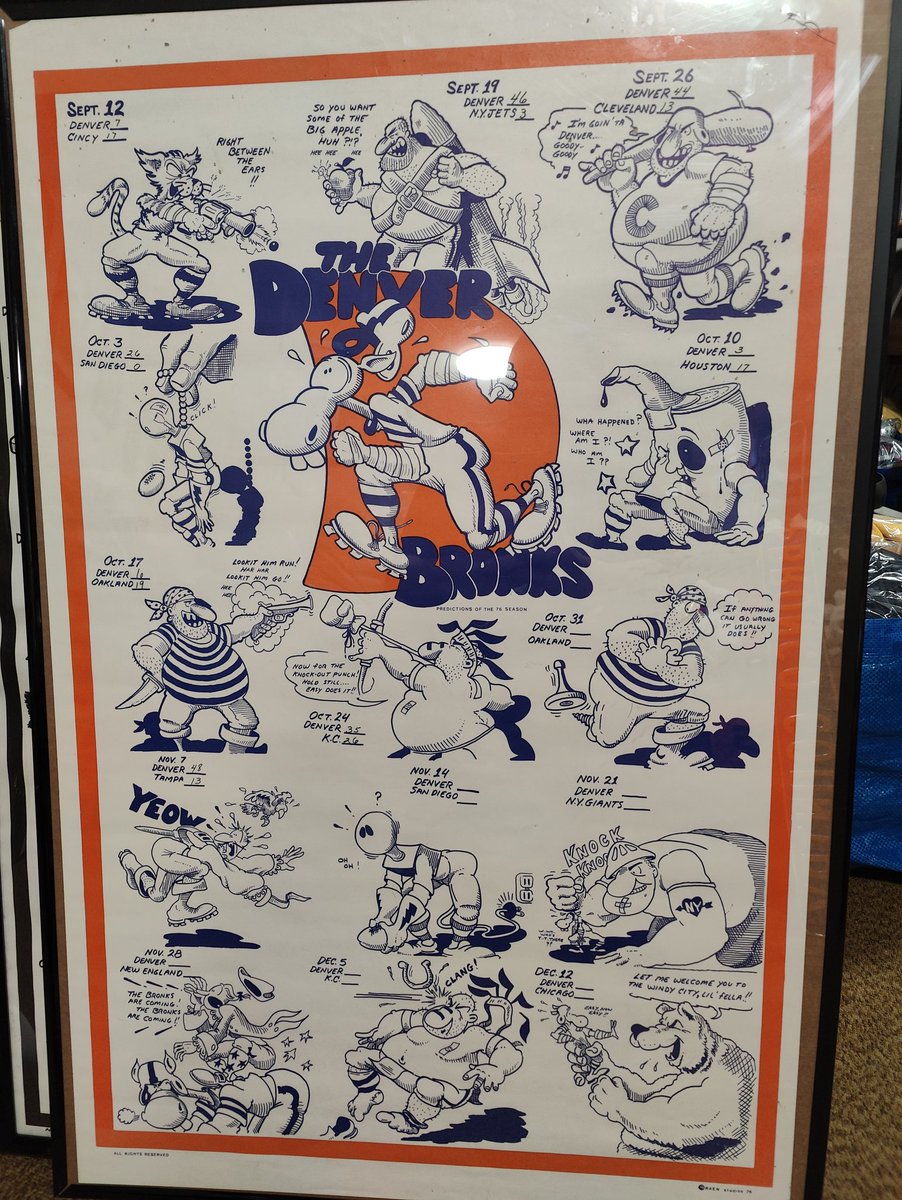 SEPT. 12
DENVER 7
CINCY 17
RIGHT
BETWEEN
THE
EARS
!!
SO YOU WANT
SOME OF THE
BIG APPLE,
HUH ?!?
HEE HEE HEE
SEPT. 19
DENVER 46
N.Y. JETS 3
SEPT. 26
DENVER 44
CLEVELAND 13
I'M GOIN' TA
DENVER...
GOODY-
GOODY
C
THE
DENVER
BRONKS
PREDICTIONS OF THE 76 SEASON
OCT. 3
DENVER 26
SAN DIEGO 0
CLICK!
OCT. 10
DENVER 3
HOUSTON 17
WHA HAPPENED?
WHERE
AM I?!
WHO AM
I??
OCT. 17
DENVER 10
OAKLAND 19
LOOKIT HIM RUN!
HAR HAR
LOOKIT HIM GO!!
HEE
HEE
NOW FOR THE
KNOCK-OUT PUNCH!
HOLD STILL....
EASY DOES IT!!
OCT. 24
DENVER 35
K.C. 26
OCT. 31
DENVER
OAKLAND
IF ANYTHING
CAN GO WRONG
IT USUALLY
DOES!!
NOV. 7
DENVER 48
TAMPA 13
YEOW
NOV. 14
DENVER
SAN DIEGO
?
OH
OH!
NOV. 21
DENVER
N.Y. GIANTS
KNOCK
KNOCK
NY
NOV. 28
DENVER
NEW ENGLAND
THE BRONKS
ARE COMING!
THE BRONKS
ARE COMING!!
DEC. 5
DENVER
K.C.
CLANG!
DEC. 12
DENVER
CHICAGO
LET ME WELCOME YOU TO
THE WINDY CITY, LIL' FELLA!!
EASY, NOW
EASY!!
ALL RIGHTS RESERVED
STUDIOS 76